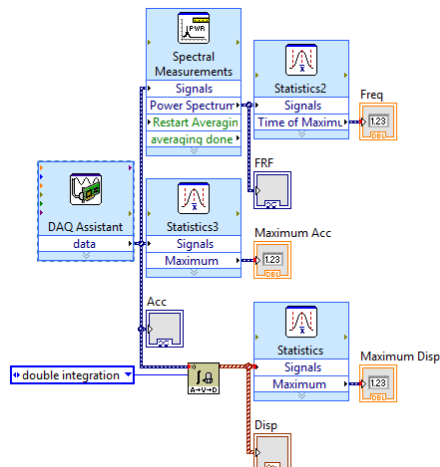 PWR
Spectral
Measurements
Signals
Power Spectrum
Restart Averagin
averaging done
Statistics2
Signals
Time of Maximu
Freq
1.23
DBL
FRF
DAQ Assistant
data
Statistics3
Signals
Maximum
Maximum Acc
1.23
DBL
Acc
double integration
A→V→D
Statistics
Signals
Maximum
Maximum Disp
1.23
DBL
Disp